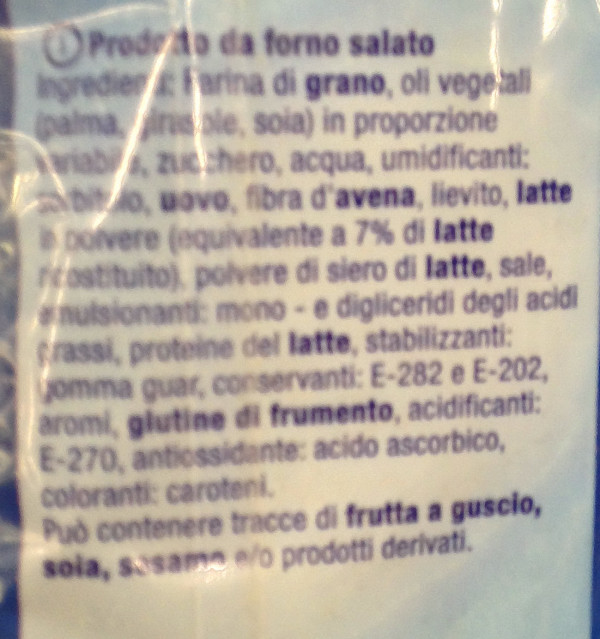 i Prodotto da forno salato
Ingredienti: Farina di grano, oli vegetali
(palma, girasole, soia) in proporzione
variabile, zucchero, acqua, umidificanti:
sorbitolo, uovo, fibra d'avena, lievito, latte
in polvere (equivalente a 7% di latte
ricostituito), polvere di siero di latte, sale,
emulsionanti: mono - e digliceridi degli acidi
grassi, proteine del latte, stabilizzanti:
gomma guar, conservanti: E-282 e E-202,
aromi, glutine di frumento, acidificanti:
E-270, antiossidante: acido ascorbico,
coloranti: caroteni.
Può contenere tracce di frutta a guscio,
soia, sesamo e/o prodotti derivati.